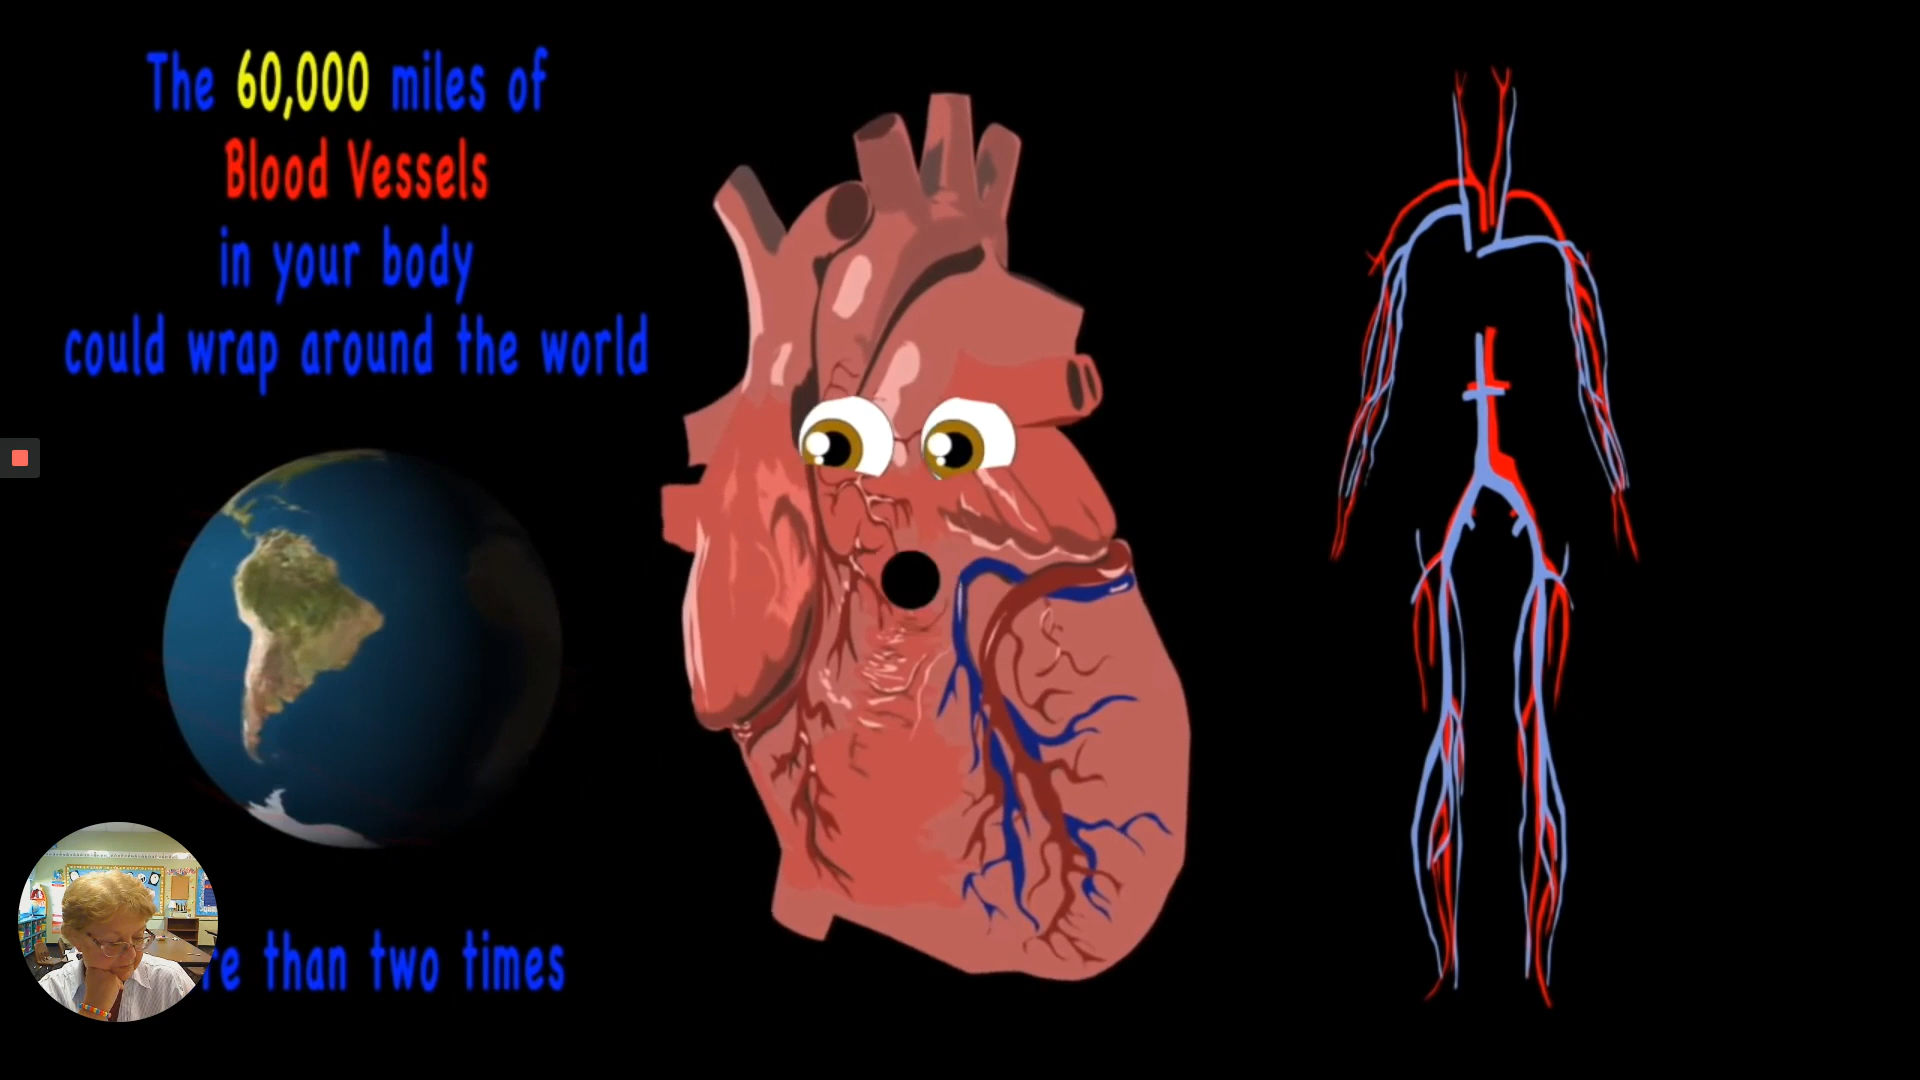 The 60,000 miles of
Blood Vessels
in your body
could wrap around the world
than two times